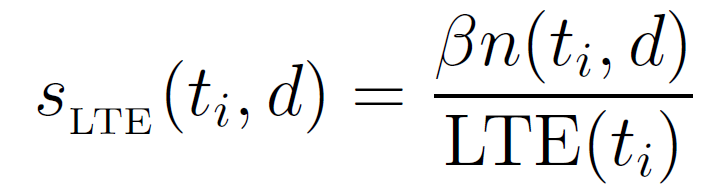 s_LTE(t_i, d) = βn(t_i, d) / LTE(t_i)